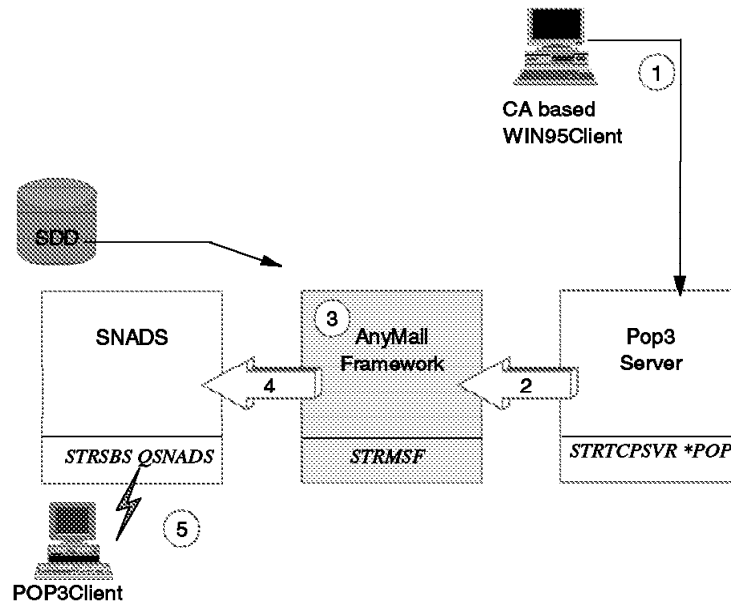 1
CA based
WIN95Client
SDD
SNADS
3
AnyMail
Framework
Pop3
Server
4
2
STRSBS QSNADS
STRMSF
STRTCPSVR *POP
5
POP3Client